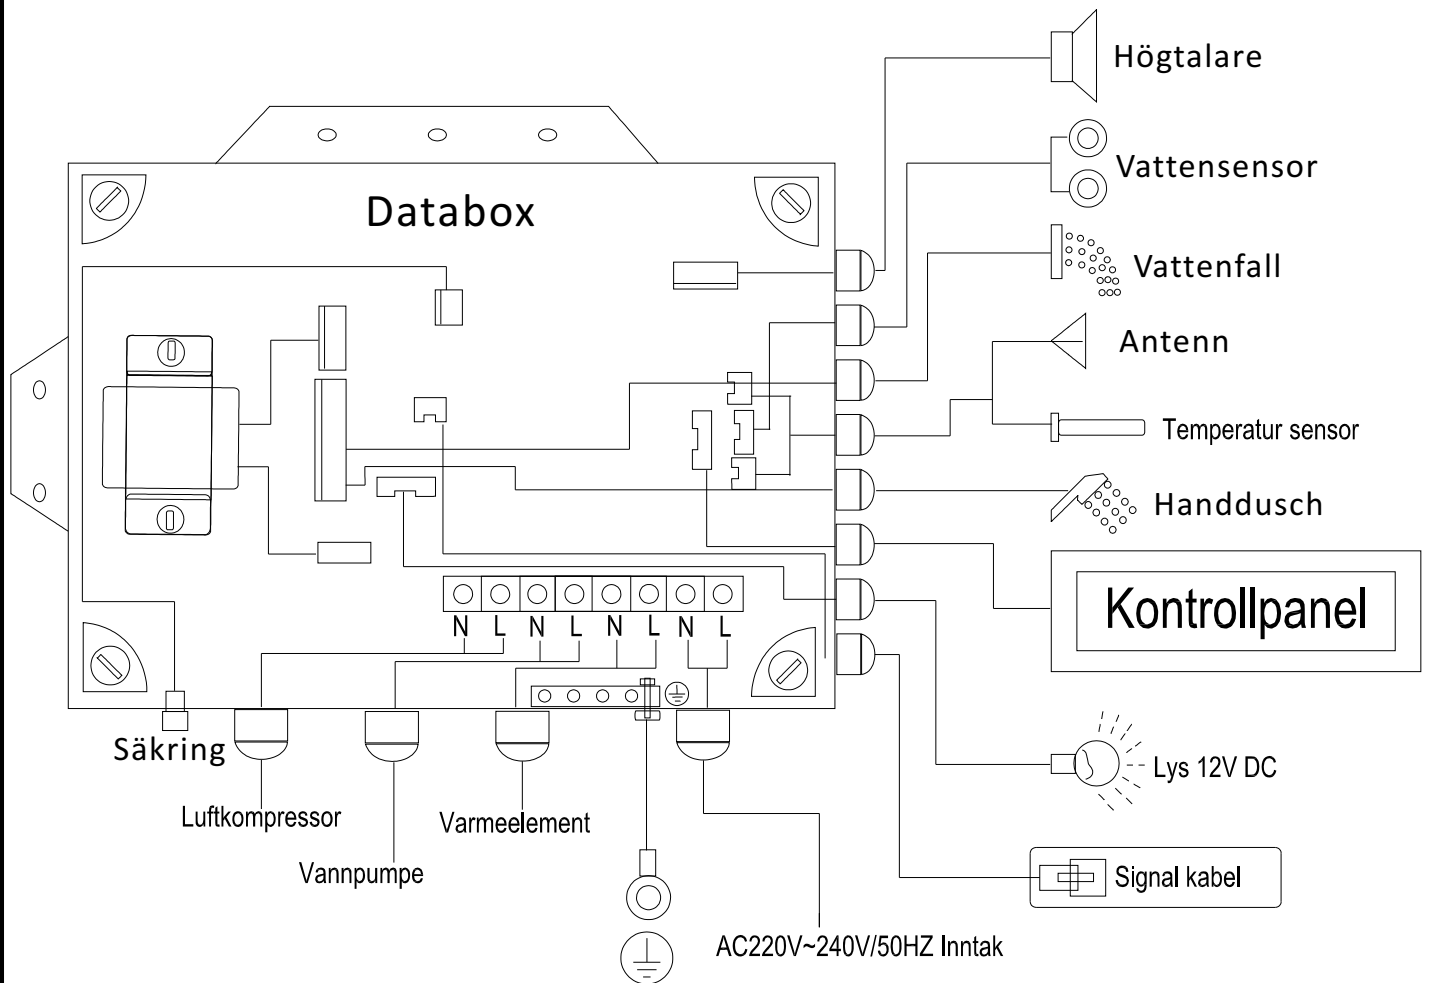 Högtalare
Vattensensor
Databox
Vattenfall
Antenn
Temperatur sensor
Handdusch
Kontrollpanel
N L N L N L N L
Säkring
Lys 12V DC
Luftkompressor
Varmeelement
Vannpumpe
Signal kabel
AC220V~240V/50HZ Inntak